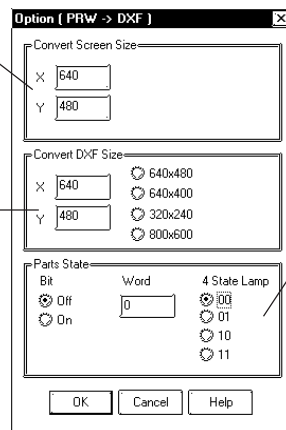 Option ( PRW -> DXF )
Convert Screen Size
X 640
Y 480
Convert DXF Size
X 640
Y 480
640x480
640x400
320x240
800x600
Parts State
Bit
Off
On
Word
0
4 State Lamp
00
01
10
11
OK Cancel Help